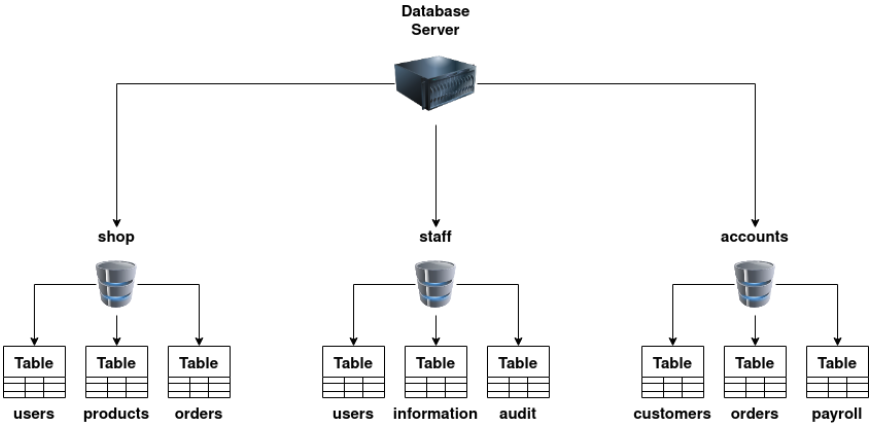 Database
Server
shop
staff
accounts
Table
Table
Table
Table
Table
Table
Table
Table
Table
users
products
orders
users
information
audit
customers
orders
payroll